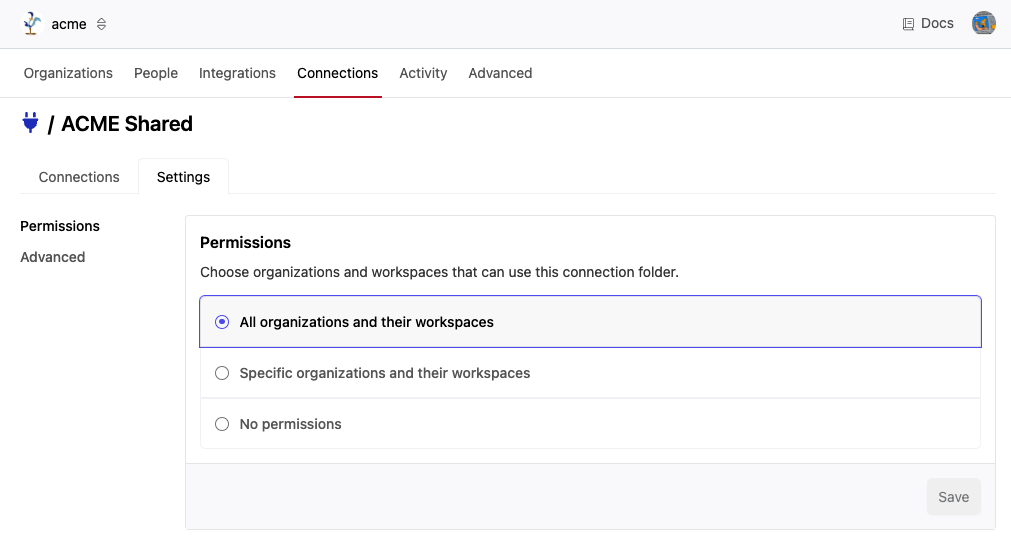 acme
Docs
Organizations People Integrations Connections Activity Advanced
/ ACME Shared
Connections Settings
Permissions
Advanced
Permissions
Choose organizations and workspaces that can use this connection folder.
All organizations and their workspaces
Specific organizations and their workspaces
No permissions
Save